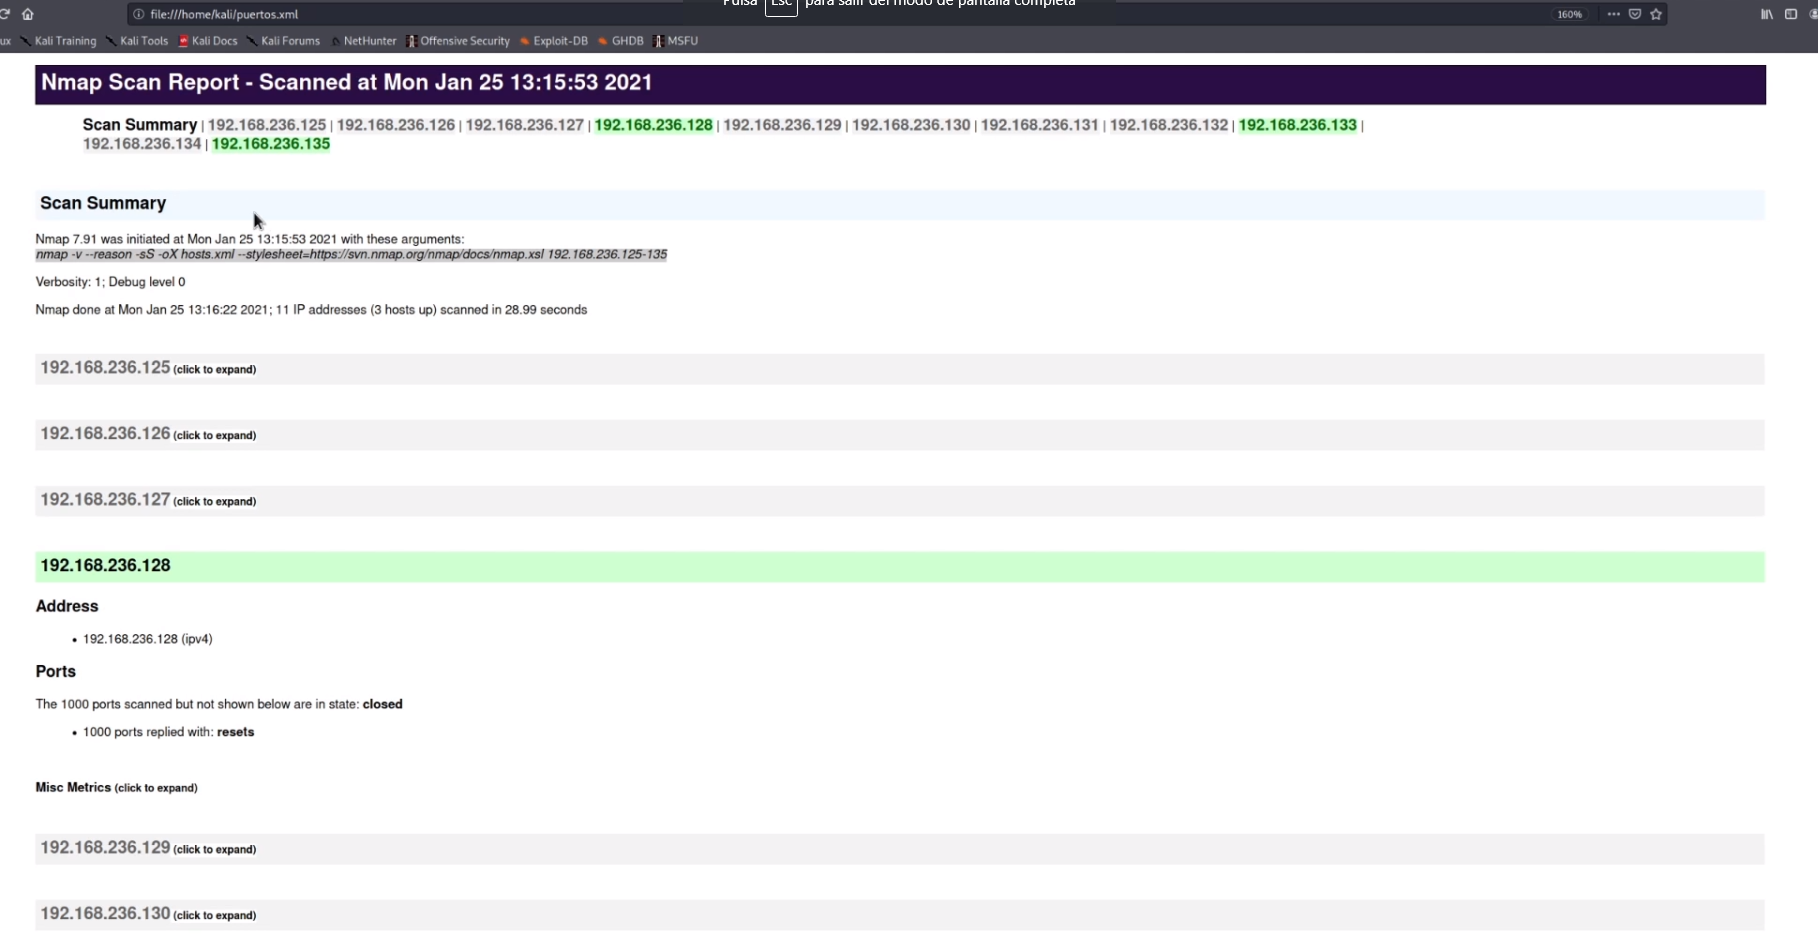 Pulsa Esc para salir del modo de pantalla completa
file:///home/kali/puertos.xml
160%
ux Kali Training Kali Tools Kali Docs Kali Forums NetHunter Offensive Security Exploit-DB GHDB MSFU
Nmap Scan Report - Scanned at Mon Jan 25 13:15:53 2021
Scan Summary | 192.168.236.125 | 192.168.236.126 | 192.168.236.127 | 192.168.236.128 | 192.168.236.129 | 192.168.236.130 | 192.168.236.131 | 192.168.236.132 | 192.168.236.133 |
192.168.236.134 | 192.168.236.135
Scan Summary
Nmap 7.91 was initiated at Mon Jan 25 13:15:53 2021 with these arguments:
nmap -v --reason -sS -oX hosts.xml --stylesheet=https://svn.nmap.org/nmap/docs/nmap.xsl 192.168.236.125-135
Verbosity: 1; Debug level 0
Nmap done at Mon Jan 25 13:16:22 2021; 11 IP addresses (3 hosts up) scanned in 28.99 seconds
192.168.236.125 (click to expand)
192.168.236.126 (click to expand)
192.168.236.127 (click to expand)
192.168.236.128
Address
• 192.168.236.128 (ipv4)
Ports
The 1000 ports scanned but not shown below are in state: closed
• 1000 ports replied with: resets
Misc Metrics (click to expand)
192.168.236.129 (click to expand)
192.168.236.130 (click to expand)